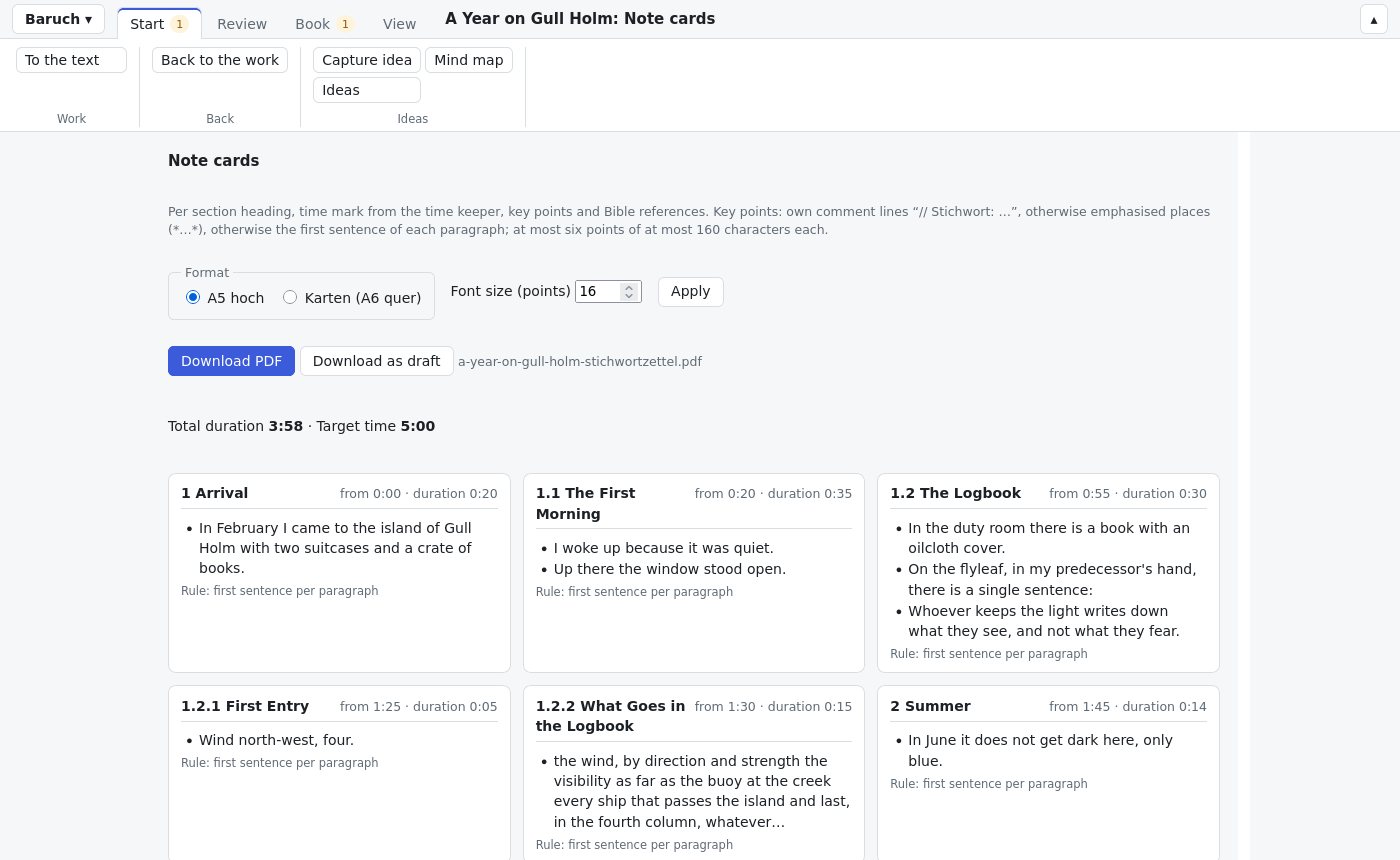 Baruch ▾
Start 1
Review
Book 1
View
A Year on Gull Holm: Note cards
▴
To the text
Work
Back to the work
Back
Capture idea
Mind map
Ideas
Ideas
Note cards
Per section heading, time mark from the time keeper, key points and Bible references. Key points: own comment lines “// Stichwort: …”, otherwise emphasised places
(*…*), otherwise the first sentence of each paragraph; at most six points of at most 160 characters each.
Format
A5 hoch
Karten (A6 quer)
Font size (points) 16
Apply
Download PDF
Download as draft
a-year-on-gull-holm-stichwortzettel.pdf
Total duration 3:58 · Target time 5:00
1 Arrival
from 0:00 · duration 0:20
• In February I came to the island of Gull
Holm with two suitcases and a crate of
books.
Rule: first sentence per paragraph
1.1 The First
Morning
from 0:20 · duration 0:35
• I woke up because it was quiet.
• Up there the window stood open.
Rule: first sentence per paragraph
1.2 The Logbook
from 0:55 · duration 0:30
• In the duty room there is a book with an
oilcloth cover.
• On the flyleaf, in my predecessor's hand,
there is a single sentence:
• Whoever keeps the light writes down
what they see, and not what they fear.
Rule: first sentence per paragraph
1.2.1 First Entry
from 1:25 · duration 0:05
• Wind north-west, four.
Rule: first sentence per paragraph
1.2.2 What Goes in
the Logbook
from 1:30 · duration 0:15
• the wind, by direction and strength the
visibility as far as the buoy at the creek
every ship that passes the island and last,
in the fourth column, whatever…
Rule: first sentence per paragraph
2 Summer
from 1:45 · duration 0:14
• In June it does not get dark here, only
blue.
Rule: first sentence per paragraph